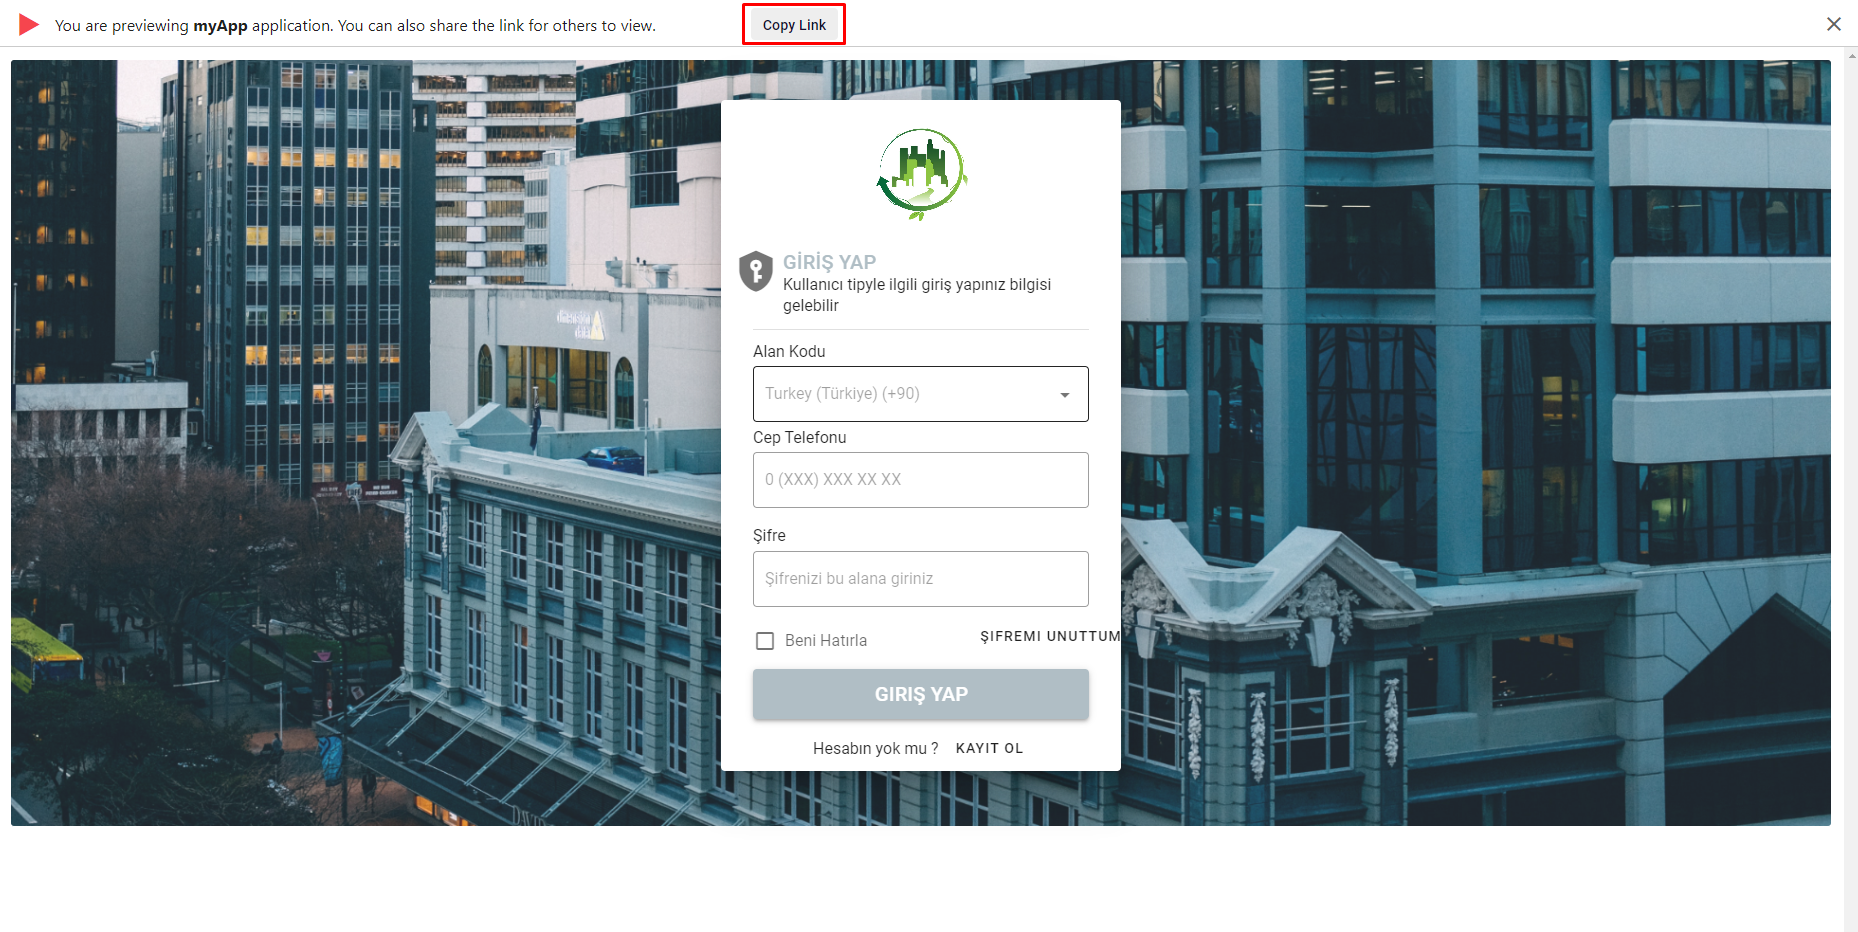 You are previewing myApp application. You can also share the link for others to view.
Copy Link
GİRİŞ YAP
Kullanıcı tipyle ilgili giriş yapınız bilgisi
gelebilir
Alan Kodu
Turkey (Türkiye) (+90)
Cep Telefonu
0 (XXX) XXX XX XX
Şifre
Şifrenizi bu alana giriniz
Beni Hatırla
ŞIFREMI UNUTTUM
GIRIŞ YAP
Hesabın yok mu ? KAYIT OL